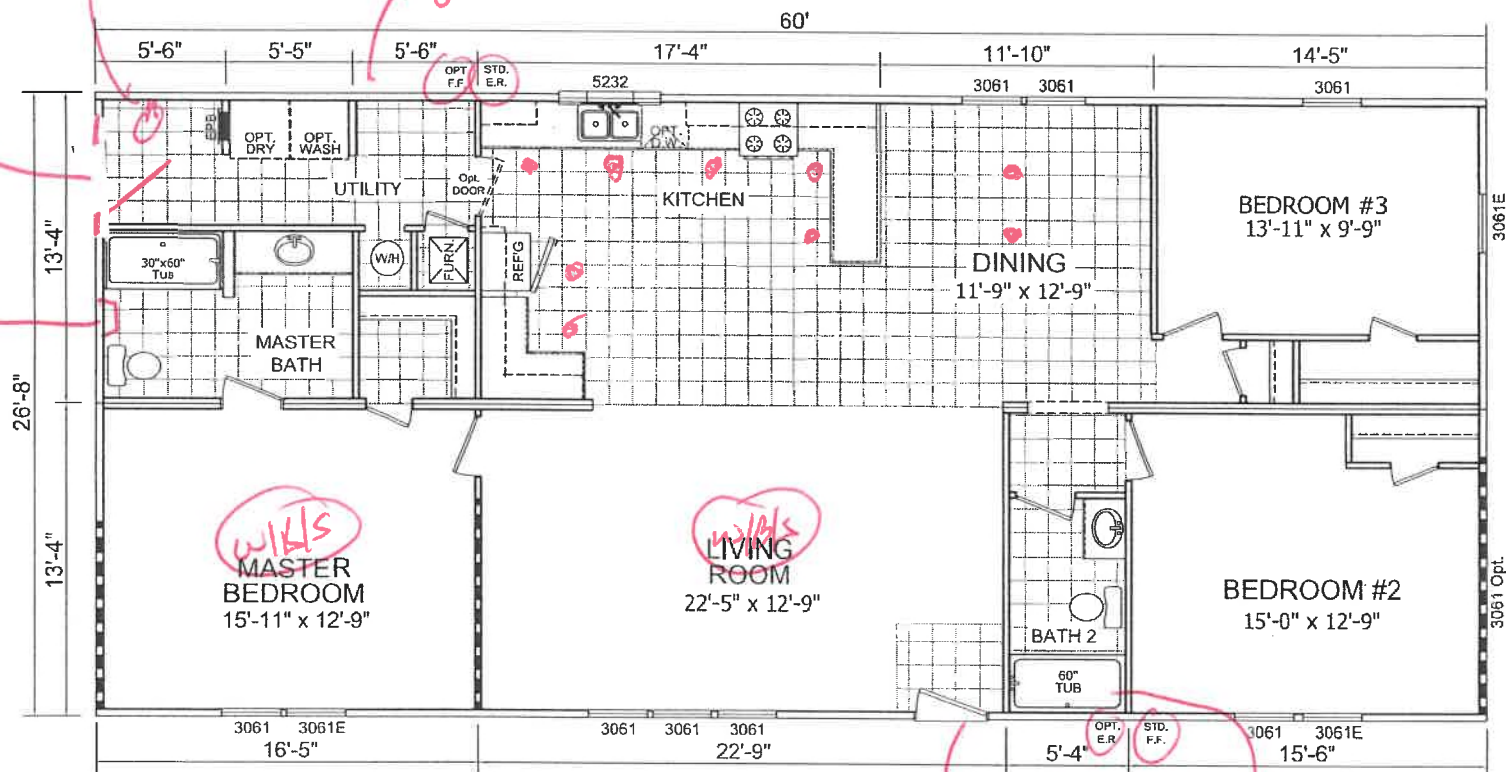 60'
5'-6" 5'-5" 5'-6" 17'-4" 11'-10" 14'-5"
OPT F.F. STD. E.R.
5232 3061 3061 3061
EPB
OPT. DRY
OPT. WASH
UTILITY
Opt. DOOR
OPT. D.W.
KITCHEN
BEDROOM #3
13'-11" x 9'-9"
3061E
13'-4"
30"x60" TUB
W/H
FURN.
REF'G
DINING
11'-9" x 12'-9"
MASTER
BATH
26'-8"
13'-4"
W/B/S
MASTER
BEDROOM
15'-11" x 12'-9"
W/B/S
LIVING
ROOM
22'-5" x 12'-9"
BATH 2
60" TUB
BEDROOM #2
15'-0" x 12'-9"
3061 Opt.
3061 3061E 3061 3061 3061 OPT. E.R STD. F.F. 3061 3061E
16'-5" 22'-9" 5'-4" 15'-6"